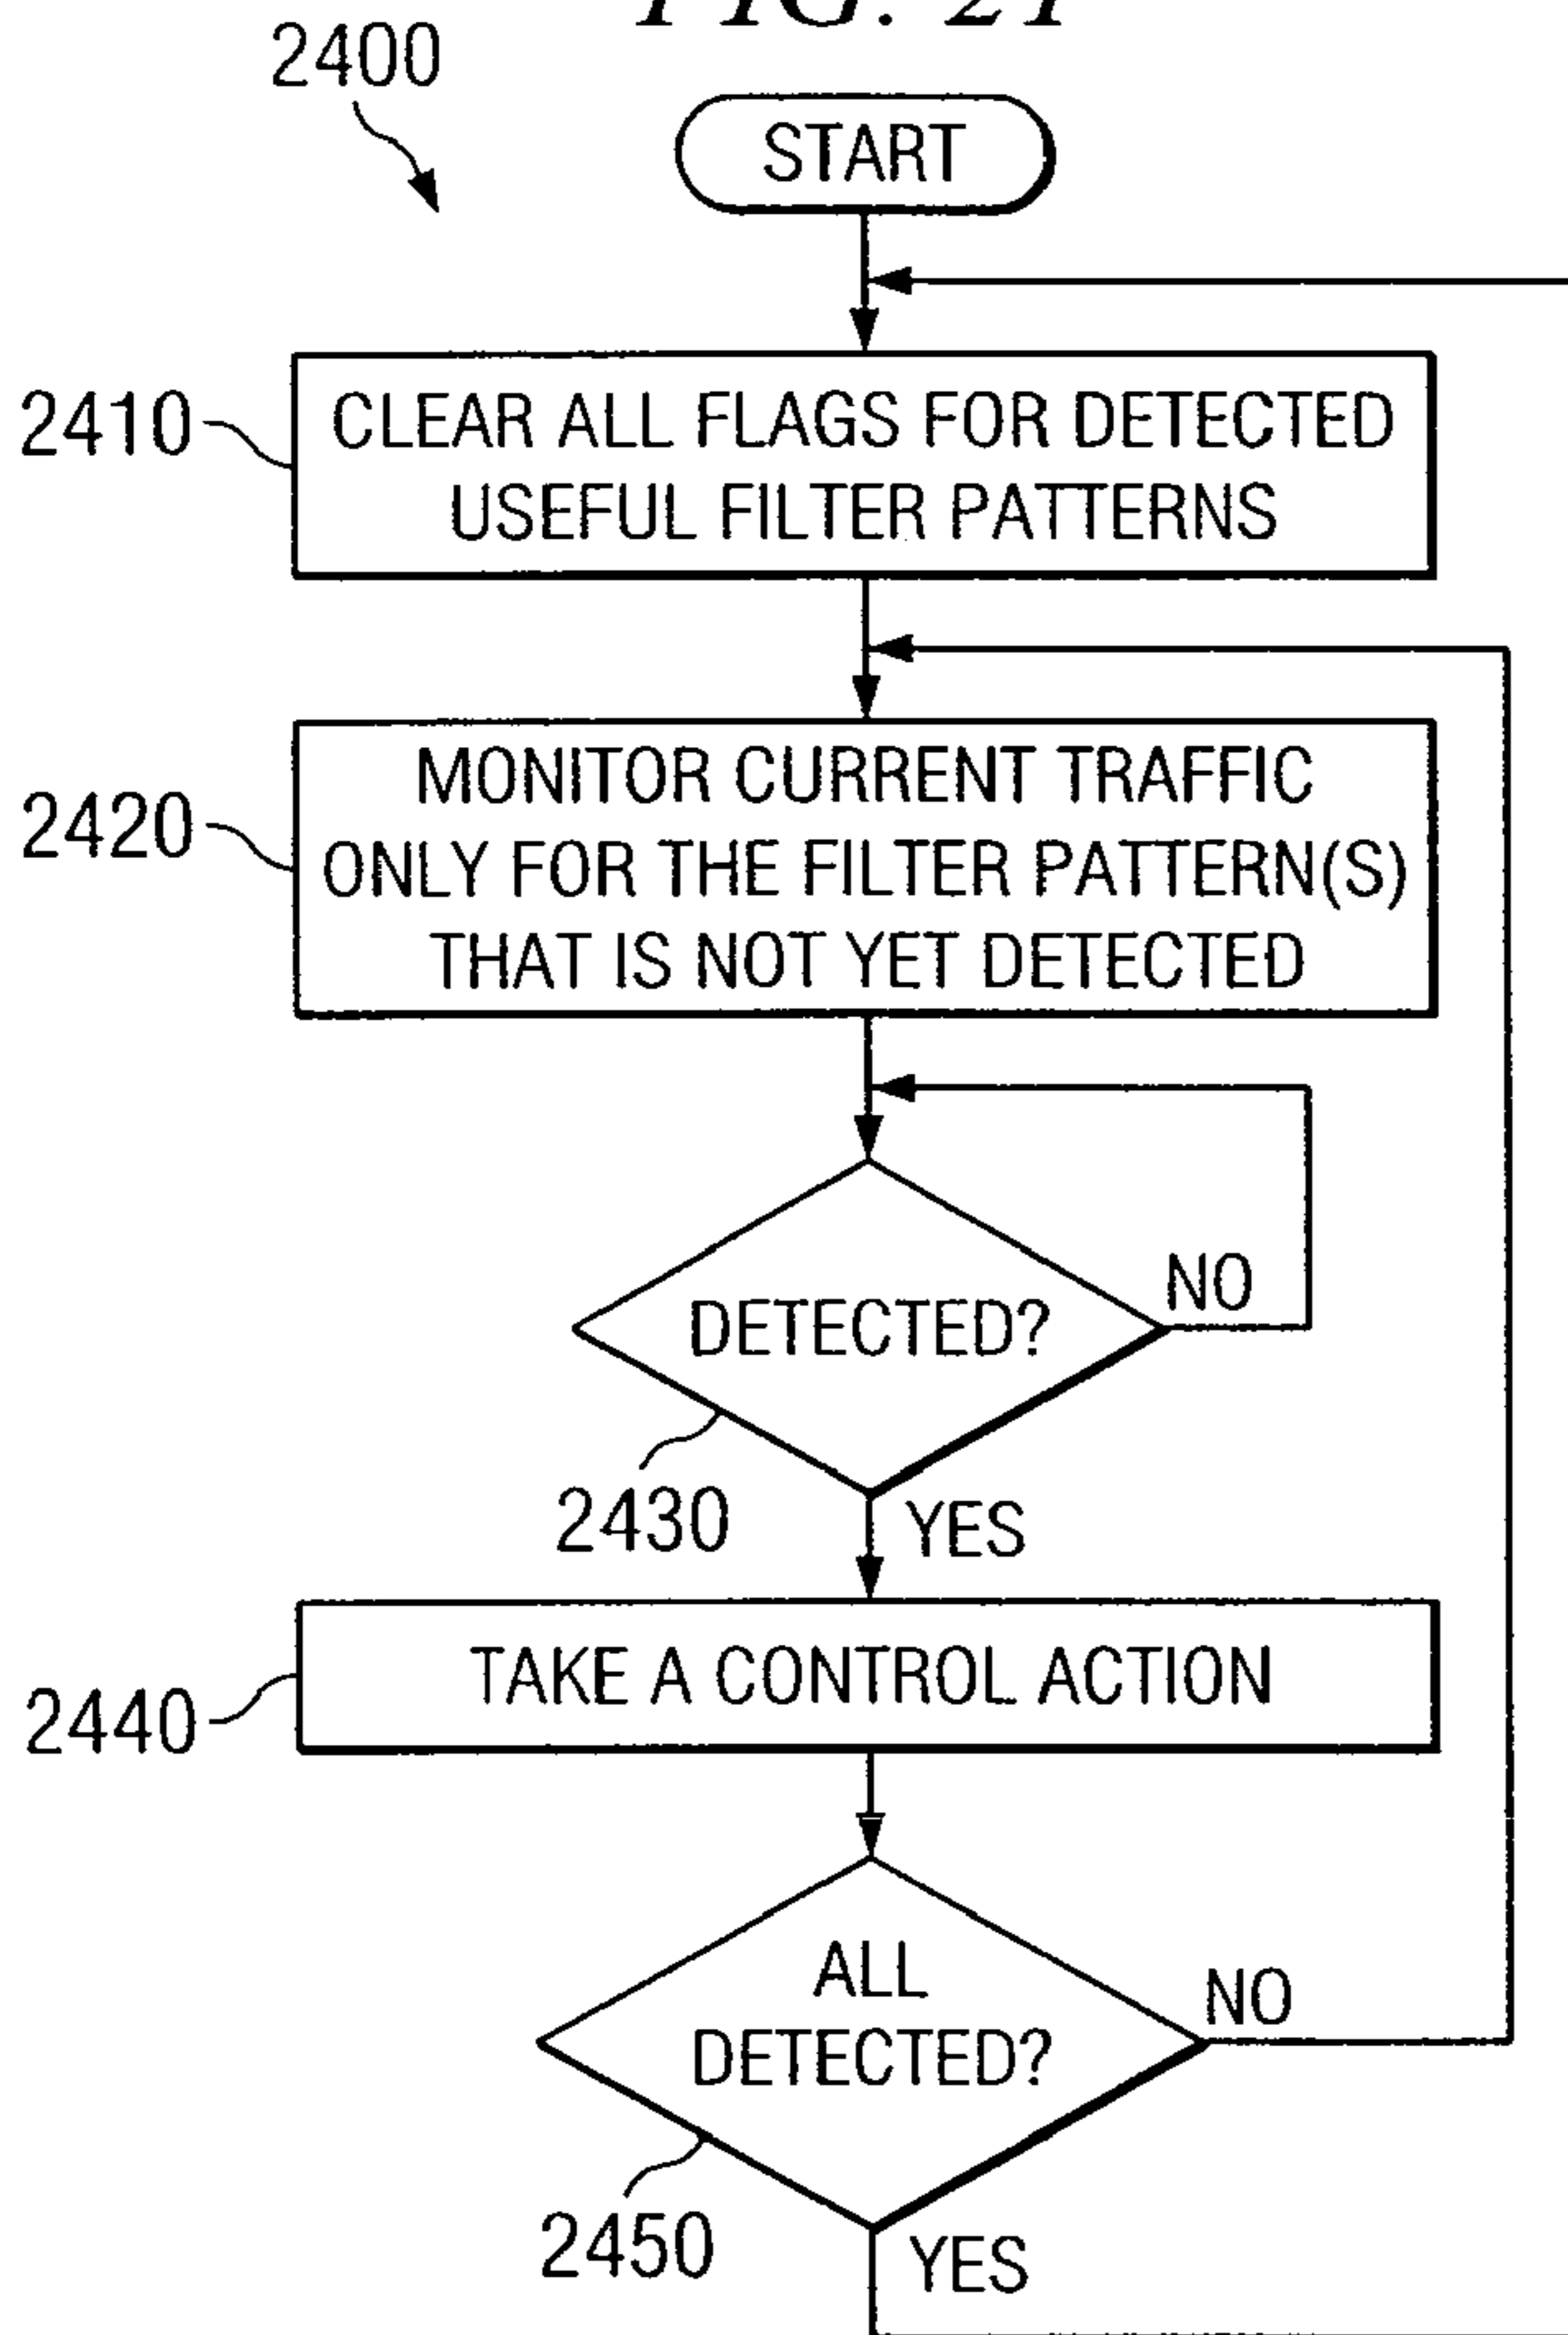 FIG. 21
2400
START
2410
CLEAR ALL FLAGS FOR DETECTED
USEFUL FILTER PATTERNS
2420
MONITOR CURRENT TRAFFIC
ONLY FOR THE FILTER PATTERN(S)
THAT IS NOT YET DETECTED
NO
DETECTED?
2430
YES
TAKE A CONTROL ACTION
2440
ALL
NO
DETECTED?
2450
YES